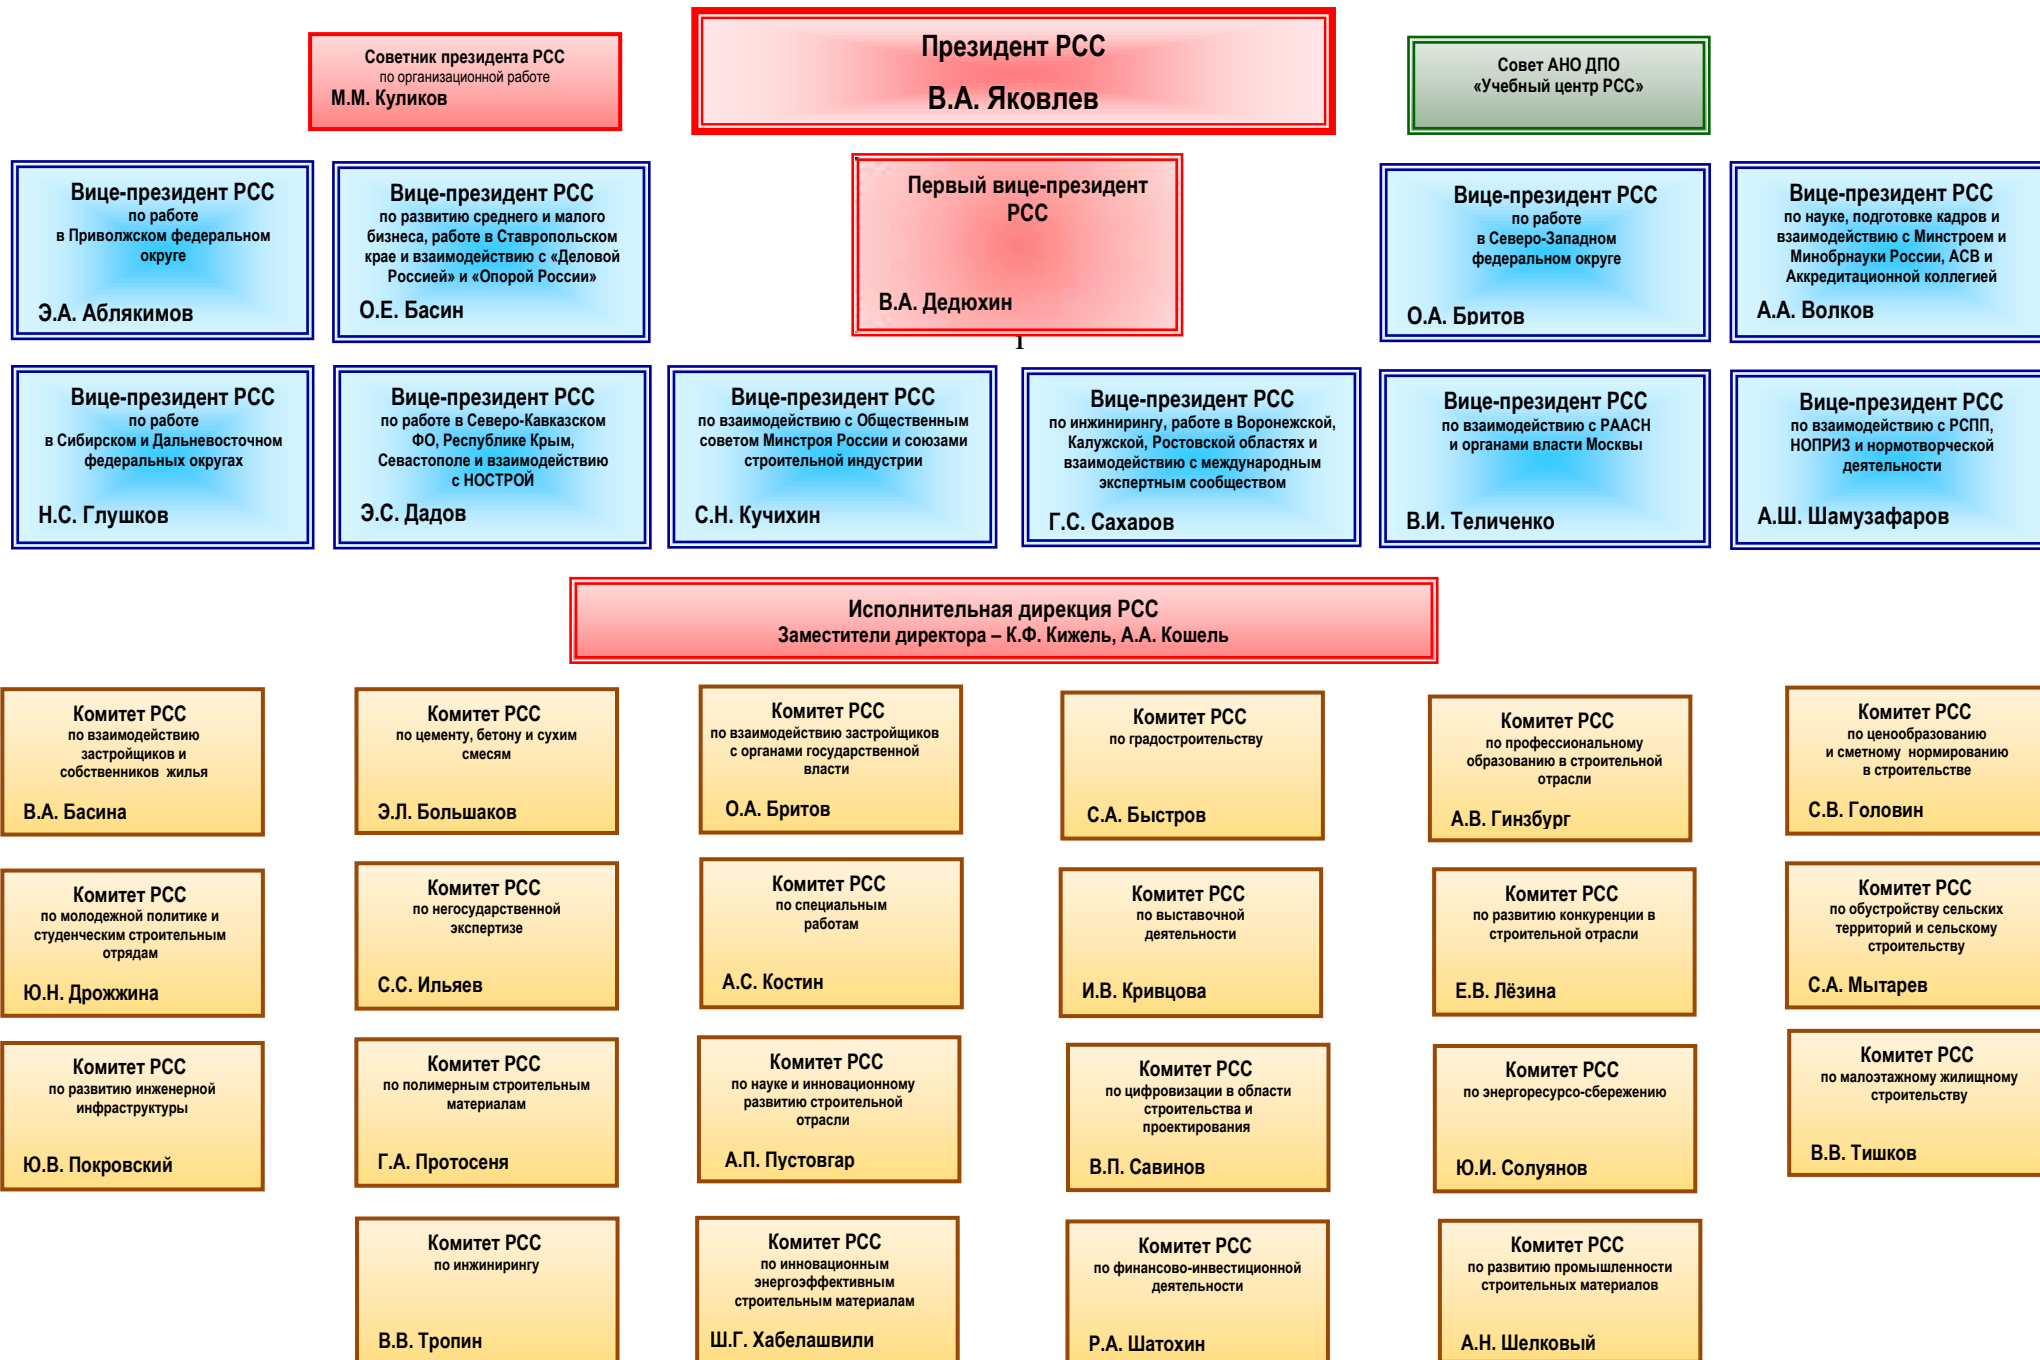 Советник президента РСС
по организационной работе
М.М. Куликов
Президент РСС
В.А. Яковлев
Совет АНО ДПО
«Учебный центр РСС»
Вице-президент РСС
по работе
в Приволжском федеральном
округе
Э.А. Аблякимов
Вице-президент РСС
по развитию среднего и малого
бизнеса, работе в Ставропольском
крае и взаимодействию с «Деловой
Россией» и «Опорой России»
О.Е. Басин
Первый вице-президент
РСС
В.А. Дедюхин
Вице-президент РСС
по работе
в Северо-Западном
федеральном округе
О.А. Бритов
Вице-президент РСС
по науке, подготовке кадров и
взаимодействию с Минстроем и
Минобрнауки России, АСВ и
Аккредитационной коллегией
А.А. Волков
Вице-президент РСС
по работе
в Сибирском и Дальневосточном
федеральных округах
Н.С. Глушков
Вице-президент РСС
по работе в Северо-Кавказском
ФО, Республике Крым,
Севастополе и взаимодействию
с НОСТРОЙ
Э.С. Дадов
Вице-президент РСС
по взаимодействию с Общественным
советом Минстроя России и союзами
строительной индустрии
С.Н. Кучихин
Вице-президент РСС
по инжинирингу, работе в Воронежской,
Калужской, Ростовской областях и
взаимодействию с международным
экспертным сообществом
Г.С. Сахаров
Вице-президент РСС
по взаимодействию с РААСН
и органами власти Москвы
В.И. Теличенко
Вице-президент РСС
по взаимодействию с РСПП,
НОПРИЗ и нормотворческой
деятельности
А.Ш. Шамузафаров
Исполнительная дирекция РСС
Заместители директора – К.Ф. Кижель, А.А. Кошель
Комитет РСС
по взаимодействию
застройщиков и
собственников жилья
В.А. Басина
Комитет РСС
по цементу, бетону и сухим
смесям
Э.Л. Большаков
Комитет РСС
по взаимодействию застройщиков
с органами государственной
власти
О.А. Бритов
Комитет РСС
по градостроительству
С.А. Быстров
Комитет РСС
по профессиональному
образованию в строительной
отрасли
А.В. Гинзбург
Комитет РСС
по ценообразованию
и сметному нормированию
в строительстве
С.В. Головин
Комитет РСС
по молодежной политике и
студенческим строительным
отрядам
Ю.Н. Дрожжина
Комитет РСС
по негосударственной
экспертизе
С.С. Ильяев
Комитет РСС
по специальным
работам
А.С. Костин
Комитет РСС
по выставочной
деятельности
И.В. Кривцова
Комитет РСС
по развитию конкуренции в
строительной отрасли
Е.В. Лёзина
Комитет РСС
по обустройству сельских
территорий и сельскому
строительству
С.А. Мытарев
Комитет РСС
по развитию инженерной
инфраструктуры
Ю.В. Покровский
Комитет РСС
по полимерным строительным
материалам
Г.А. Протосеня
Комитет РСС
по науке и инновационному
развитию строительной
отрасли
А.П. Пустовгар
Комитет РСС
по цифровизации в области
строительства и
проектирования
В.П. Савинов
Комитет РСС
по энергоресурсо-сбережению
Ю.И. Солуянов
Комитет РСС
по малоэтажному жилищному
строительству
В.В. Тишков
Комитет РСС
по инжинирингу
В.В. Тропин
Комитет РСС
по инновационным
энергоэффективным
строительным материалам
Ш.Г. Хабелашвили
Комитет РСС
по финансово-инвестиционной
деятельности
Р.А. Шатохин
Комитет РСС
по развитию промышленности
строительных материалов
А.Н. Шелковый